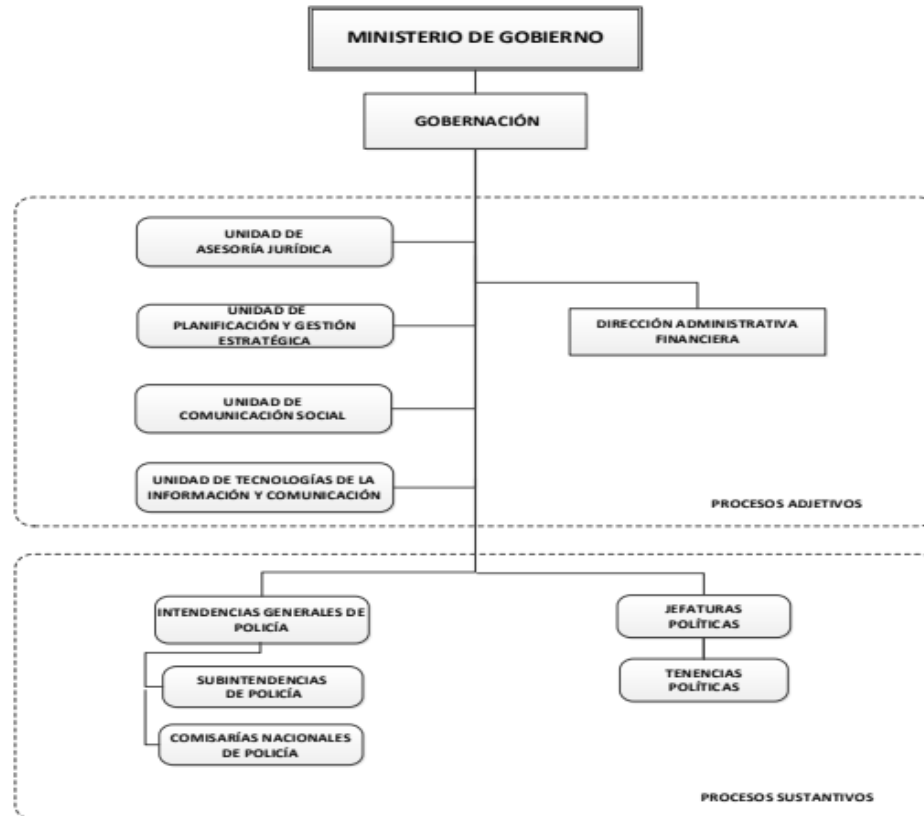 MINISTERIO DE GOBIERNO
GOBERNACIÓN
UNIDAD DE
ASESORÍA JURÍDICA
UNIDAD DE
PLANIFICACIÓN Y GESTIÓN
ESTRATÉGICA
DIRECCIÓN ADMINISTRATIVA
FINANCIERA
UNIDAD DE
COMUNICACIÓN SOCIAL
UNIDAD DE TECNOLOGÍAS DE LA
INFORMACIÓN Y COMUNICACIÓN
PROCESOS ADJETIVOS
INTENDENCIAS GENERALES DE
POLICÍA
JEFATURAS
POLÍTICAS
SUBINTENDENCIAS
DE POLICÍA
TENENCIAS
POLÍTICAS
COMISARÍAS NACIONALES
DE POLICÍA
PROCESOS SUSTANTIVOS